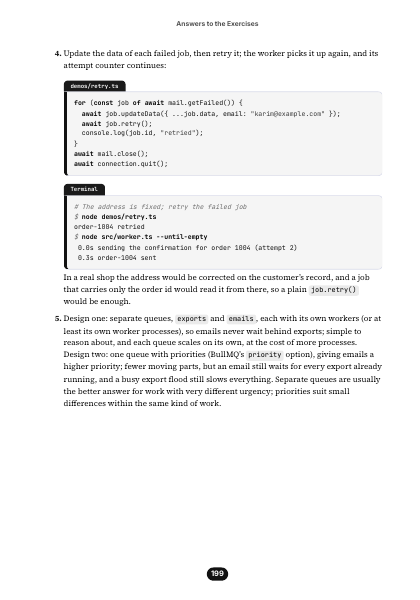 Answers to the Exercises
4. Update the data of each failed job, then retry it; the worker picks it up again, and its
attempt counter continues:
demos/retry.ts
for (const job of await mail.getFailed()) {
  await job.updateData({ ...job.data, email: "karim@example.com" });
  await job.retry();
  console.log(job.id, "retried");
}
await mail.close();
await connection.quit();
Terminal
# The address is fixed; retry the failed job
$ node demos/retry.ts
order-1004 retried
$ node src/worker.ts --until-empty
 0.0s sending the confirmation for order 1004 (attempt 2)
 0.3s order-1004 sent
In a real shop the address would be corrected on the customer’s record, and a job
that carries only the order id would read it from there, so a plain job.retry()
would be enough.
5. Design one: separate queues, exports and emails, each with its own workers (or at
least its own worker processes), so emails never wait behind exports; simple to
reason about, and each queue scales on its own, at the cost of more processes.
Design two: one queue with priorities (BullMQ’s priority option), giving emails a
higher priority; fewer moving parts, but an email still waits for every export already
running, and a busy export flood still slows everything. Separate queues are usually
the better answer for work with very different urgency; priorities suit small
differences within the same kind of work.
199